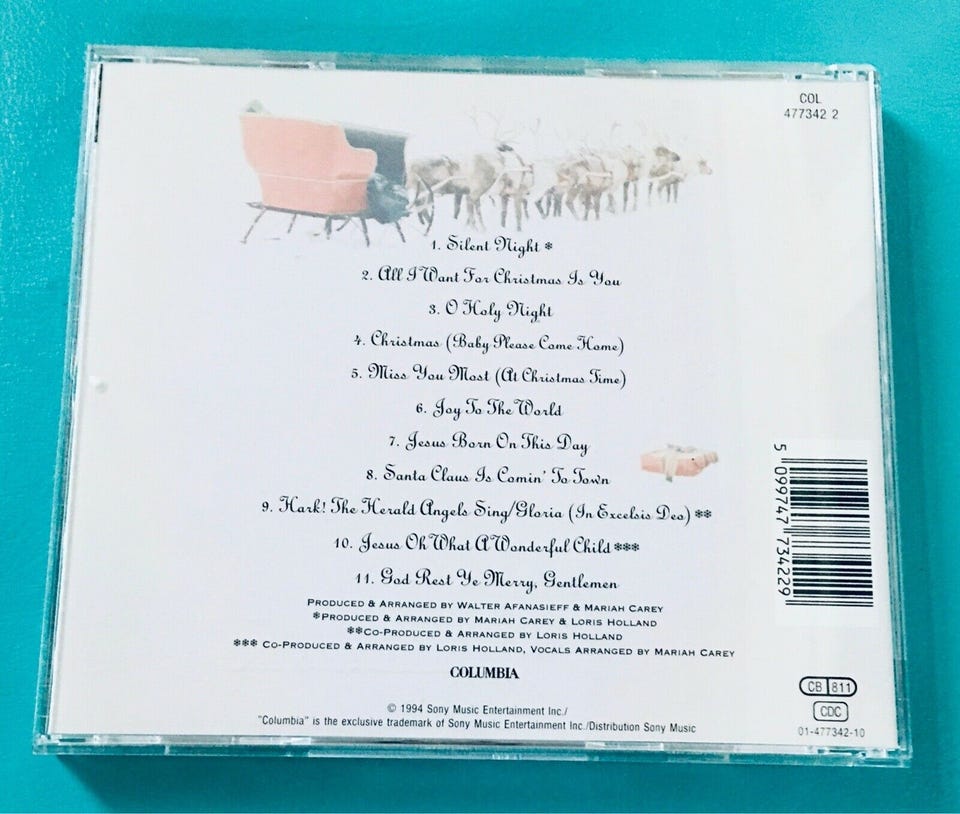 COL
477342 2
1. Silent Night *
2. All I Want For Christmas Is You
3. O Holy Night
4. Christmas (Baby Please Come Home)
5. Miss You Most (At Christmas Time)
6. Joy To The World
7. Jesus Born On This Day
8. Santa Claus Is Comin' To Town
9. Hark! The Herald Angels Sing/Gloria (In Excelsis Deo) **
10. Jesus Oh What A Wonderful Child ***
11. God Rest Ye Merry, Gentlemen
PRODUCED & ARRANGED BY WALTER AFANASIEFF & MARIAH CAREY
*PRODUCED & ARRANGED BY MARIAH CAREY & LORIS HOLLAND
**CO-PRODUCED & ARRANGED BY LORIS HOLLAND
*** CO-PRODUCED & ARRANGED BY LORIS HOLLAND, VOCALS ARRANGED BY MARIAH CAREY
COLUMBIA
© 1994 Sony Music Entertainment Inc./
"Columbia" is the exclusive trademark of Sony Music Entertainment Inc./Distribution Sony Music
5 099747 734229
CB 811
CDC
01-477342-10